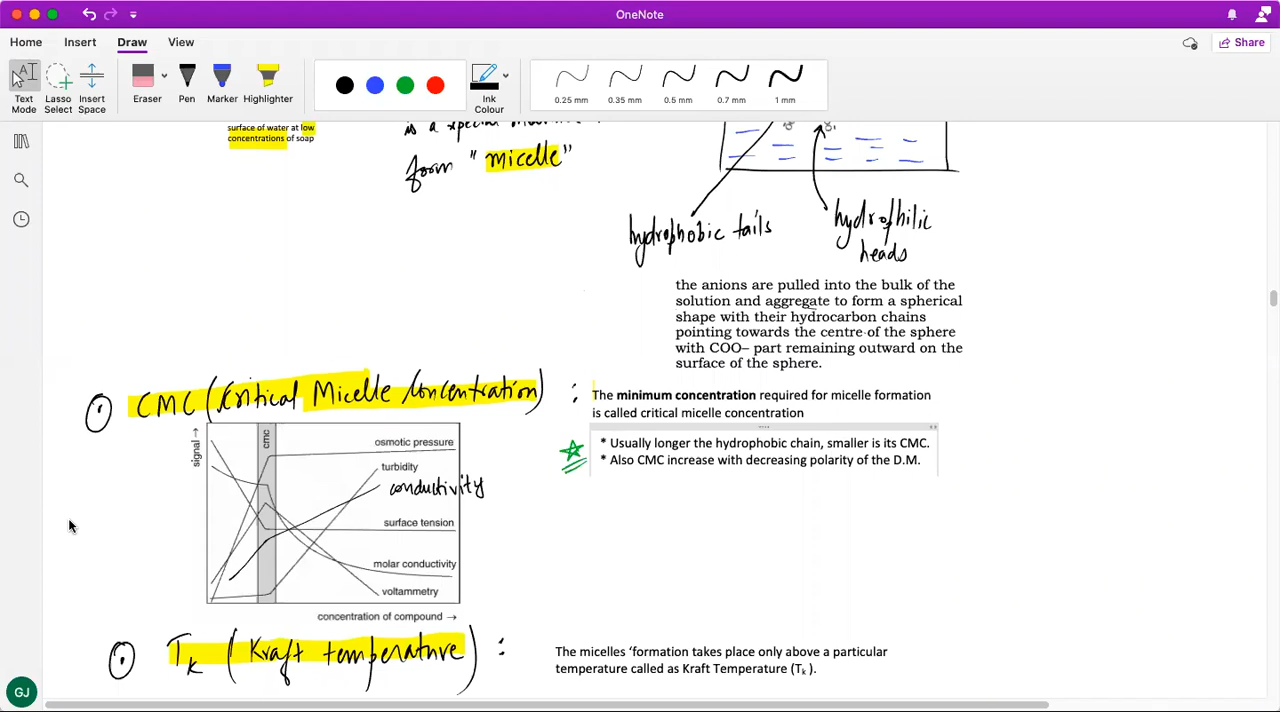 OneNote
Home Insert Draw View
Share
Text Mode
Lasso Select
Insert Space
Eraser
Pen
Marker
Highlighter
Ink Colour
0.25 mm
0.35 mm
0.5 mm
0.7 mm
1 mm
surface of water at low
concentrations of soap
is a special
form "micelle"
hydrophobic tails
hydrophilic
heads
the anions are pulled into the bulk of the
solution and aggregate to form a spherical
shape with their hydrocarbon chains
pointing towards the centre of the sphere
with COO– part remaining outward on the
surface of the sphere.
CMC (Critical Micelle Concentration) :
The minimum concentration required for micelle formation
is called critical micelle concentration
* Usually longer the hydrophobic chain, smaller is its CMC.
* Also CMC increase with decreasing polarity of the D.M.
signal →
cmc
osmotic pressure
turbidity
conductivity
surface tension
molar conductivity
voltammetry
concentration of compound →
Tk (Kraft temperature) :
The micelles 'formation takes place only above a particular
temperature called as Kraft Temperature (Tk ).
GJ